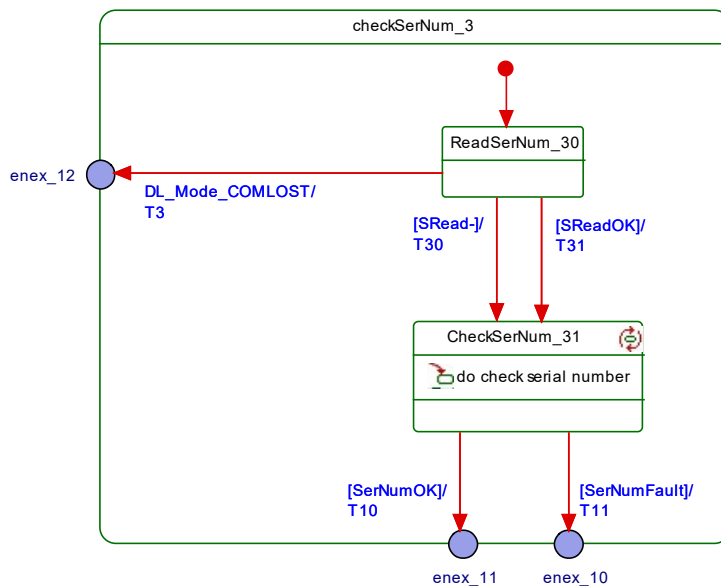 checkSerNum_3
ReadSerNum_30
enex_12
DL_Mode_COMLOST/
T3
[SRead-]/
T30
[SReadOK]/
T31
CheckSerNum_31
do check serial number
[SerNumOK]/
T10
[SerNumFault]/
T11
enex_11
enex_10